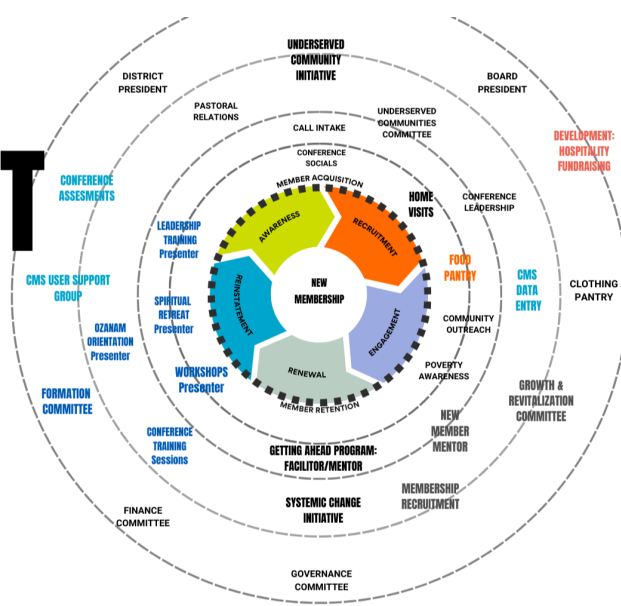 UNDERSERVED
COMMUNITY
INITIATIVE
DISTRICT
PRESIDENT
BOARD
PRESIDENT
PASTORAL
RELATIONS
CALL INTAKE
UNDERSERVED
COMMUNITIES
COMMITTEE
DEVELOPMENT:
HOSPITALITY
FUNDRAISING
T
CONFERENCE
SOCIALS
CONFERENCE
ASSESMENTS
MEMBER ACQUISITION
HOME
VISITS
CONFERENCE
LEADERSHIP
LEADERSHIP
TRAINING
Presenter
AWARENESS
RECRUITMENT
FOOD
PANTRY
CMS USER SUPPORT
GROUP
CMS
DATA
ENTRY
CLOTHING
PANTRY
NEW
MEMBERSHIP
REINSTATEMENT
ENGAGEMENT
RENEWAL
SPIRITUAL
RETREAT
Presenter
COMMUNITY
OUTREACH
OZANAM
ORIENTATION
Presenter
WORKSHOPS
Presenter
POVERTY
AWARENESS
MEMBER RETENTION
FORMATION
COMMITTEE
GROWTH &
REVITALIZATION
COMMITTEE
NEW
MEMBER
MENTOR
CONFERENCE
TRAINING
Sessions
GETTING AHEAD PROGRAM:
FACILITOR/MENTOR
MEMBERSHIP
RECRUITMENT
SYSTEMIC CHANGE
INITIATIVE
FINANCE
COMMITTEE
GOVERNANCE
COMMITTEE